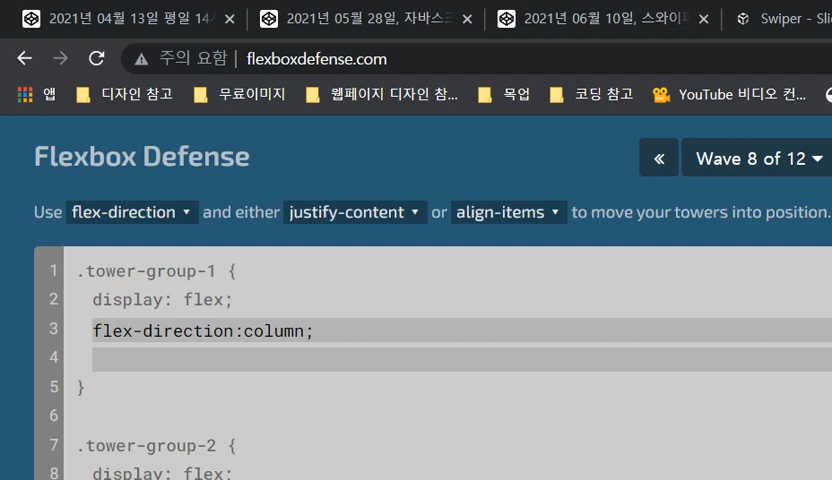 2021년 04월 13일 평일 14
2021년 05월 28일, 자바스크
2021년 06월 10일, 스와이퍼
Swiper - Sli
주의 요함 | flexboxdefense.com
앱 디자인 참고 무료이미지 웹페이지 디자인 참... 목업 코딩 참고 YouTube 비디오 컨...
Flexbox Defense
« Wave 8 of 12
Use flex-direction and either justify-content or align-items to move your towers into position.
1 .tower-group-1 {
2 display: flex;
3 flex-direction:column;
4
5 }
6
7 .tower-group-2 {
8 display: flex;